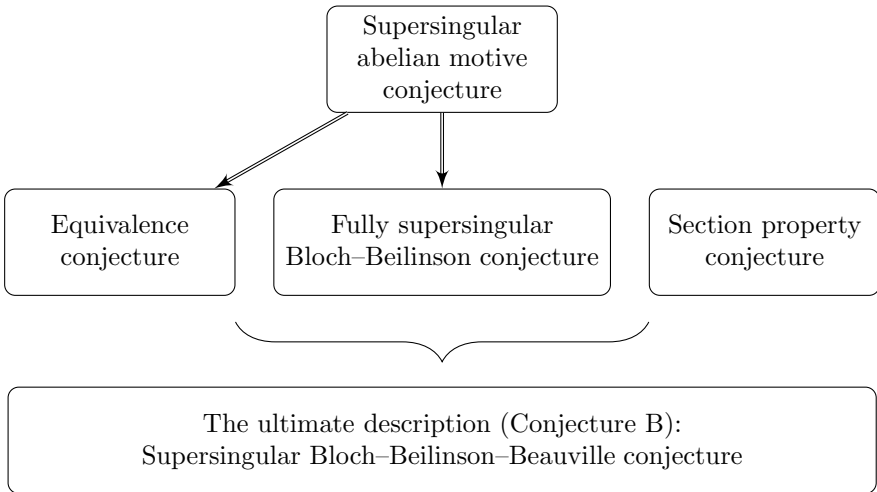 Supersingular
abelian motive
conjecture
Equivalence
conjecture
Fully supersingular
Bloch–Beilinson conjecture
Section property
conjecture
The ultimate description (Conjecture B):
Supersingular Bloch–Beilinson–Beauville conjecture